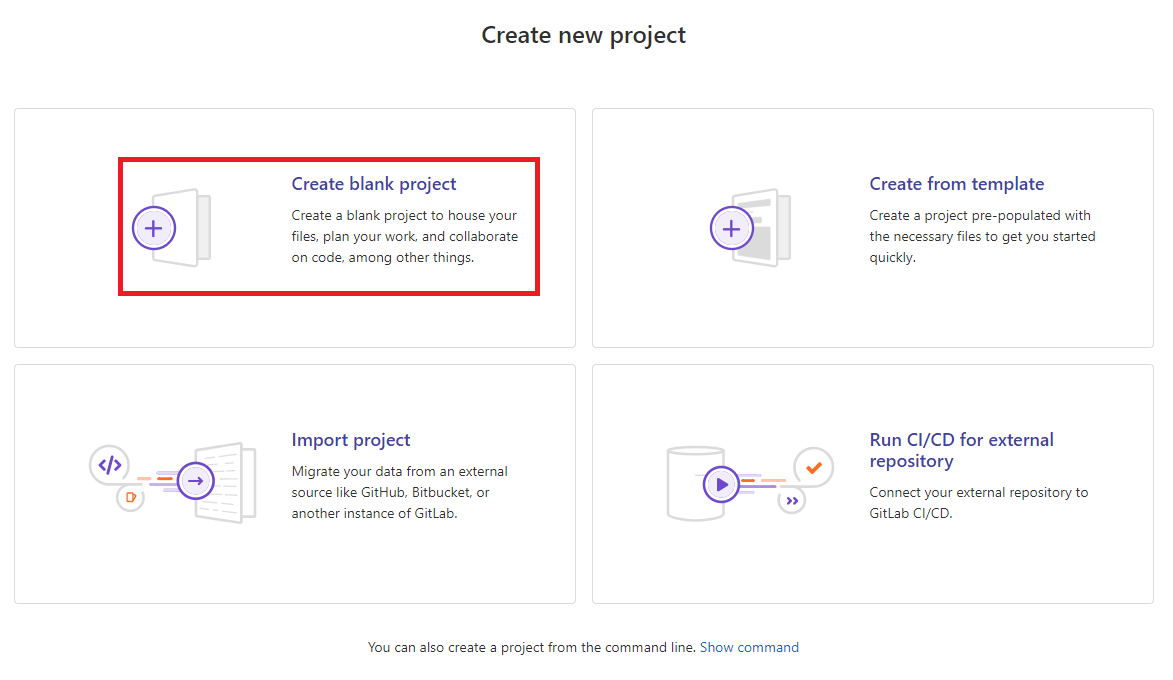 Create new project
Create blank project
Create a blank project to house your
files, plan your work, and collaborate
on code, among other things.
Create from template
Create a project pre-populated with
the necessary files to get you started
quickly.
Import project
Migrate your data from an external
source like GitHub, Bitbucket, or
another instance of GitLab.
Run CI/CD for external
repository
Connect your external repository to
GitLab CI/CD.
You can also create a project from the command line. Show command